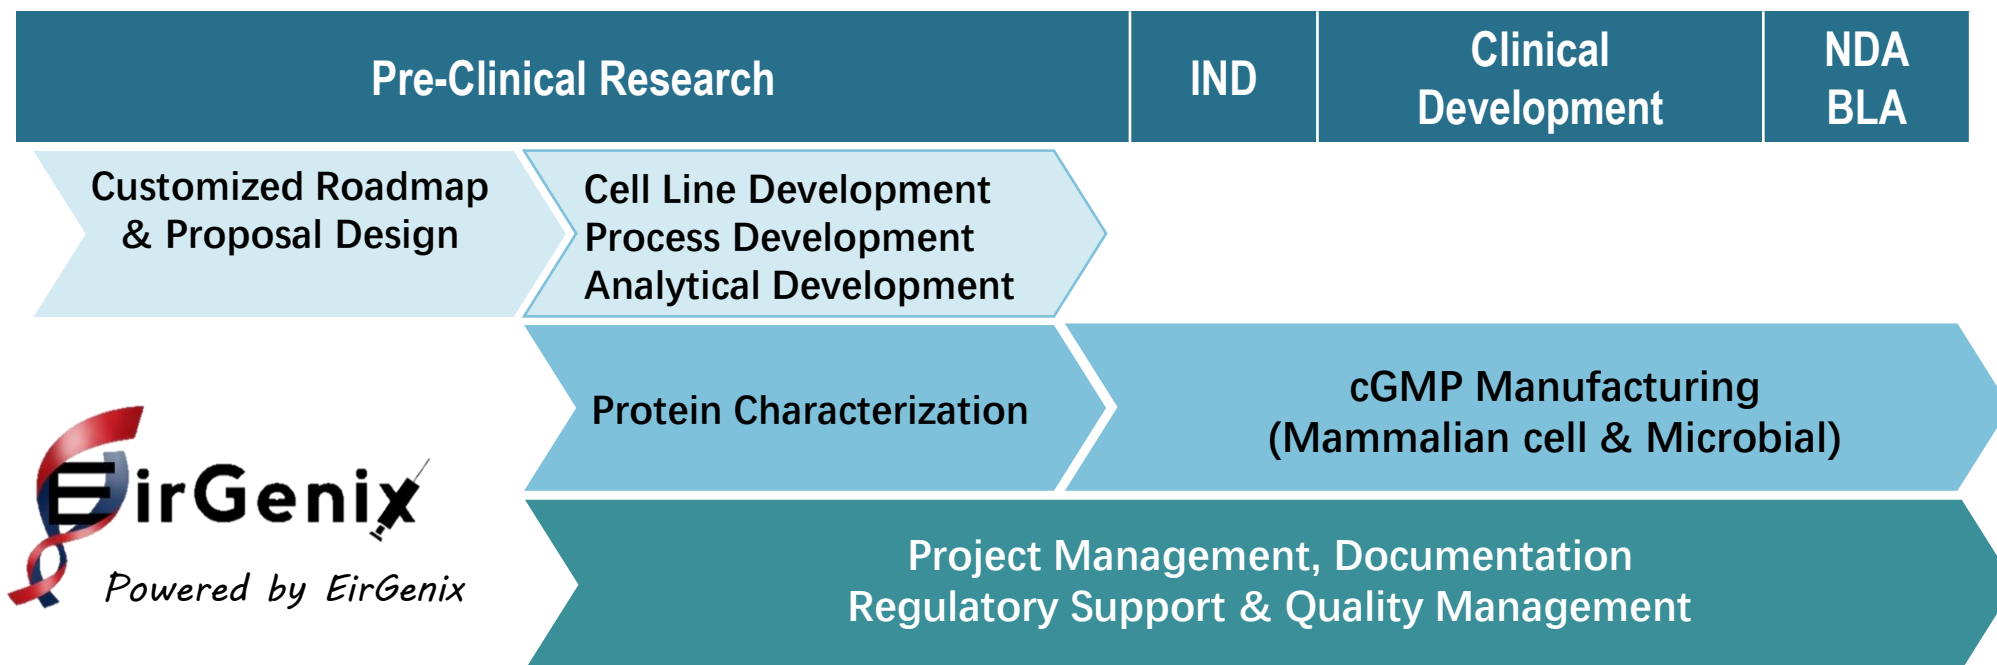 Pre-Clinical Research
IND
Clinical
Development
NDA
BLA
Customized Roadmap
& Proposal Design
Cell Line Development
Process Development
Analytical Development
Protein Characterization
cGMP Manufacturing
(Mammalian cell & Microbial)
EirGenix
Powered by EirGenix
Project Management, Documentation
Regulatory Support & Quality Management